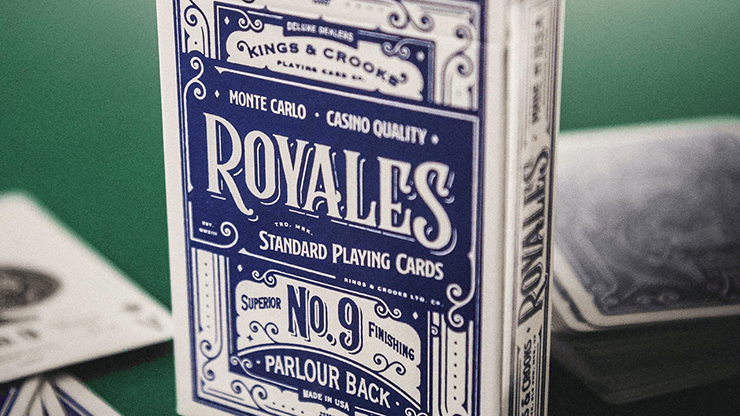 DELUXE DEALERS
KINGS & CROOKS
PLAYING CARD CO.
MONTE CARLO · CASINO QUALITY ·
ROYALES
EST.
TRD. MRK.
STANDARD PLAYING CARDS
KINGS & CROOKS LTD. CO.
SUPERIOR No. 9 FINISHING
· PARLOUR BACK ·
MADE IN USA
ROYALES
& CROOKS